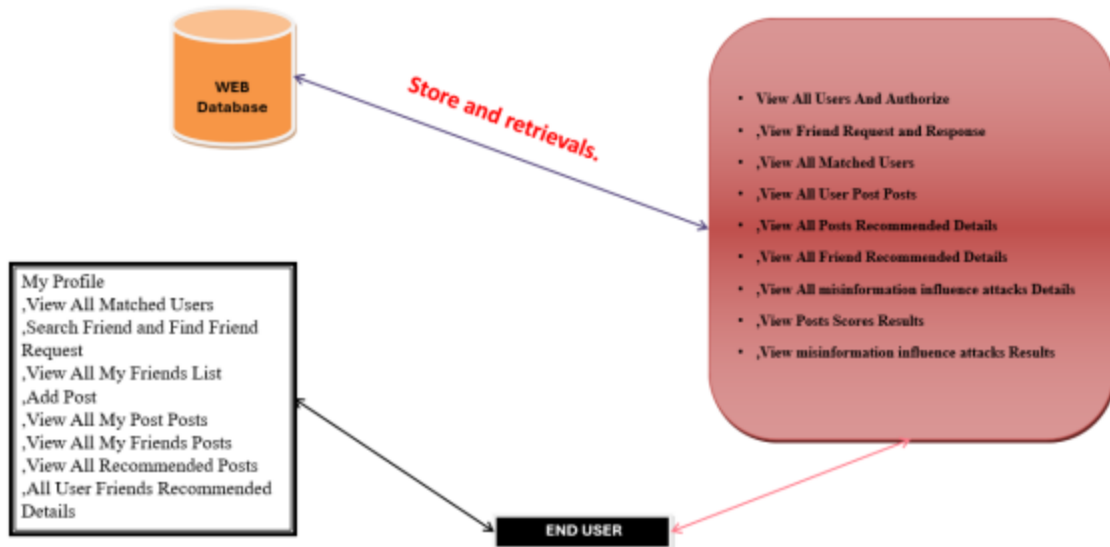 WEB
Database
Store and retrievals.
• View All Users And Authorize
• ,View Friend Request and Response
• ,View All Matched Users
• ,View All User Post Posts
• ,View All Posts Recommended Details
• ,View All Friend Recommended Details
• ,View All misinformation influence attacks Details
• ,View Posts Scores Results
• ,View misinformation influence attacks Results
My Profile
,View All Matched Users
,Search Friend and Find Friend
Request
,View All My Friends List
,Add Post
,View All My Post Posts
,View All My Friends Posts
,View All Recommended Posts
,All User Friends Recommended
Details
END USER